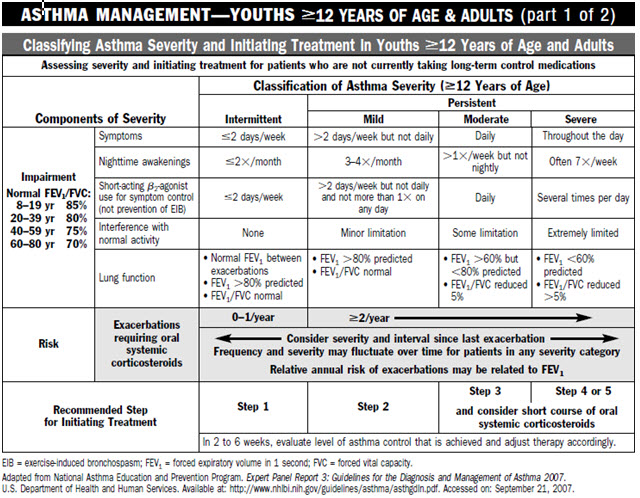 ASTHMA MANAGEMENT—YOUTHS ≥12 YEARS OF AGE & ADULTS (part 1 of 2)
Classifying Asthma Severity and Initiating Treatment in Youths ≥12 Years of Age and Adults
Assessing severity and initiating treatment for patients who are not currently taking long-term control medications
Components of Severity
Classification of Asthma Severity (≥12 Years of Age)
Persistent
Intermittent
Mild
Moderate
Severe
Impairment
Normal FEV₁/FVC:
8–19 yr 85%
20–39 yr 80%
40–59 yr 75%
60–80 yr 70%
Symptoms
≤2 days/week
>2 days/week but not daily
Daily
Throughout the day
Nighttime awakenings
≤2×/month
3–4×/month
>1×/week but not
nightly
Often 7×/week
Short-acting β₂-agonist
use for symptom control
(not prevention of EIB)
≤2 days/week
>2 days/week but not daily
and not more than 1× on
any day
Daily
Several times per day
Interference with
normal activity
None
Minor limitation
Some limitation
Extremely limited
Lung function
• Normal FEV₁ between
exacerbations
• FEV₁ >80% predicted
• FEV₁/FVC normal
• FEV₁ >80% predicted
• FEV₁/FVC normal
• FEV₁ >60% but
<80% predicted
• FEV₁/FVC reduced
5%
• FEV₁ <60%
predicted
• FEV₁/FVC reduced
>5%
Risk
Exacerbations
requiring oral
systemic
corticosteroids
0–1/year
≥2/year
Consider severity and interval since last exacerbation
Frequency and severity may fluctuate over time for patients in any severity category
Relative annual risk of exacerbations may be related to FEV₁
Recommended Step
for Initiating Treatment
Step 1
Step 2
Step 3
Step 4 or 5
and consider short course of oral
systemic corticosteroids
In 2 to 6 weeks, evaluate level of asthma control that is achieved and adjust therapy accordingly.
EIB = exercise-induced bronchospasm; FEV₁ = forced expiratory volume in 1 second; FVC = forced vital capacity.
Adapted from National Asthma Education and Prevention Program. Expert Panel Report 3: Guidelines for the Diagnosis and Management of Asthma 2007.
U.S. Department of Health and Human Services. Available at: http://www.nhlbi.nih.gov/guidelines/asthma/asthgdln.pdf. Accessed on: September 21, 2007.